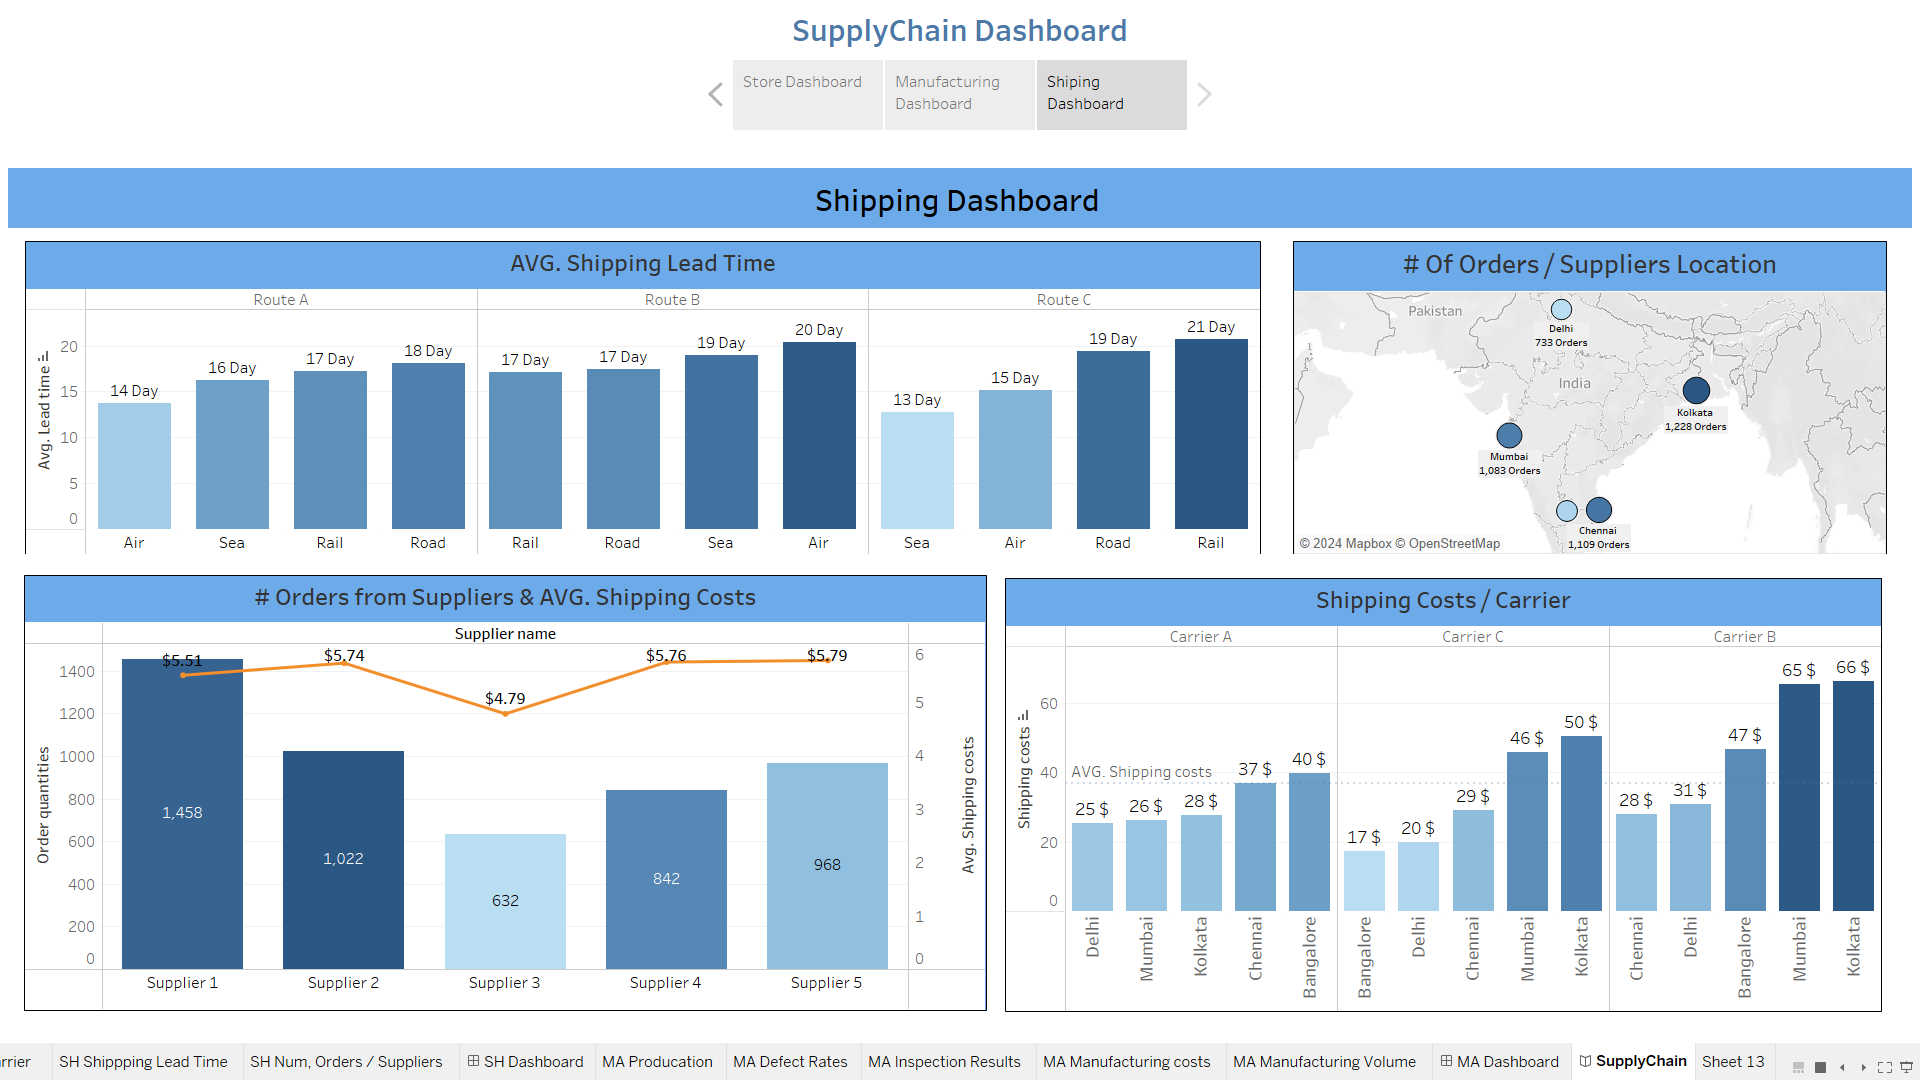 SupplyChain Dashboard
Store Dashboard
Manufacturing
Dashboard
Shiping
Dashboard
Shipping Dashboard
AVG. Shipping Lead Time
Route A
Route B
Route C
Avg. Lead time
20
15
10
5
0
14 Day
16 Day
17 Day
18 Day
17 Day
17 Day
19 Day
20 Day
13 Day
15 Day
19 Day
21 Day
Air
Sea
Rail
Road
Rail
Road
Sea
Air
Sea
Air
Road
Rail
# Of Orders / Suppliers Location
Pakistan
India
Delhi
733 Orders
Kolkata
1,228 Orders
Mumbai
1,083 Orders
Chennai
1,109 Orders
© 2024 Mapbox © OpenStreetMap
# Orders from Suppliers & AVG. Shipping Costs
Supplier name
Order quantities
1400
1200
1000
800
600
400
200
0
$5.51
$5.74
$4.79
$5.76
$5.79
1,458
1,022
632
842
968
6
5
4
3
2
1
0
Avg. Shipping costs
Supplier 1
Supplier 2
Supplier 3
Supplier 4
Supplier 5
Shipping Costs / Carrier
Carrier A
Carrier C
Carrier B
Shipping costs
60
40
20
0
AVG. Shipping costs
25 $
26 $
28 $
37 $
40 $
17 $
20 $
29 $
46 $
50 $
28 $
31 $
47 $
65 $
66 $
Delhi
Mumbai
Kolkata
Chennai
Bangalore
Bangalore
Delhi
Chennai
Mumbai
Kolkata
Chennai
Delhi
Bangalore
Mumbai
Kolkata
rrier
SH Shippping Lead Time
SH Num, Orders / Suppliers
SH Dashboard
MA Producation
MA Defect Rates
MA Inspection Results
MA Manufacturing costs
MA Manufacturing Volume
MA Dashboard
SupplyChain
Sheet 13